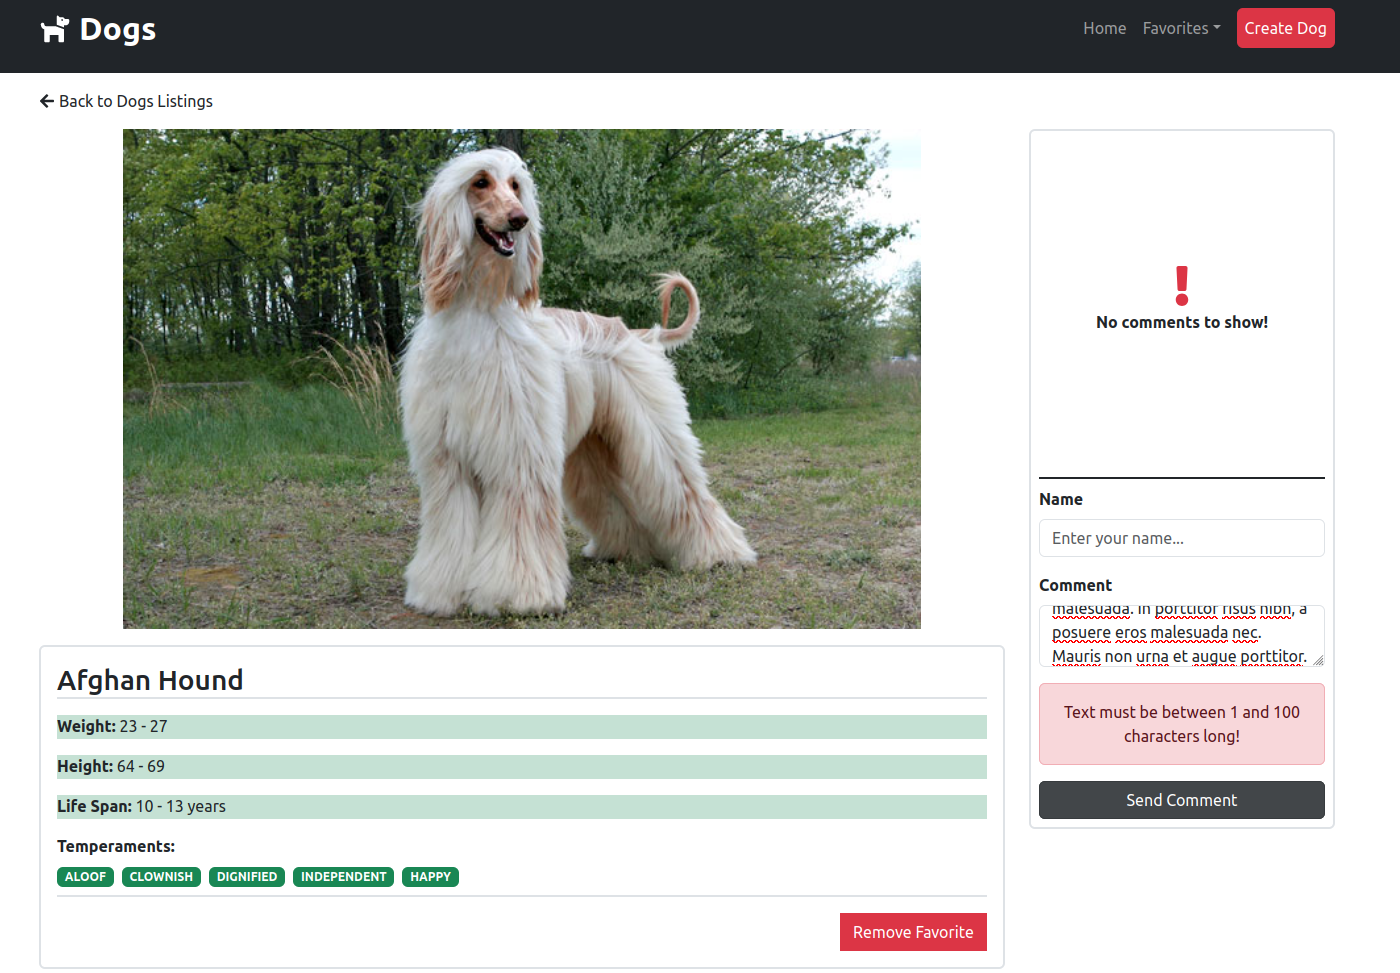 Dogs
Home
Favorites
Create Dog
Back to Dogs Listings
No comments to show!
Name
Enter your name...
Comment
malesuada. In porttitor risus nibh, a
posuere eros malesuada nec.
Mauris non urna et augue porttitor.
Text must be between 1 and 100
characters long!
Send Comment
Afghan Hound
Weight: 23 - 27
Height: 64 - 69
Life Span: 10 - 13 years
Temperaments:
ALOOF CLOWNISH DIGNIFIED INDEPENDENT HAPPY
Remove Favorite